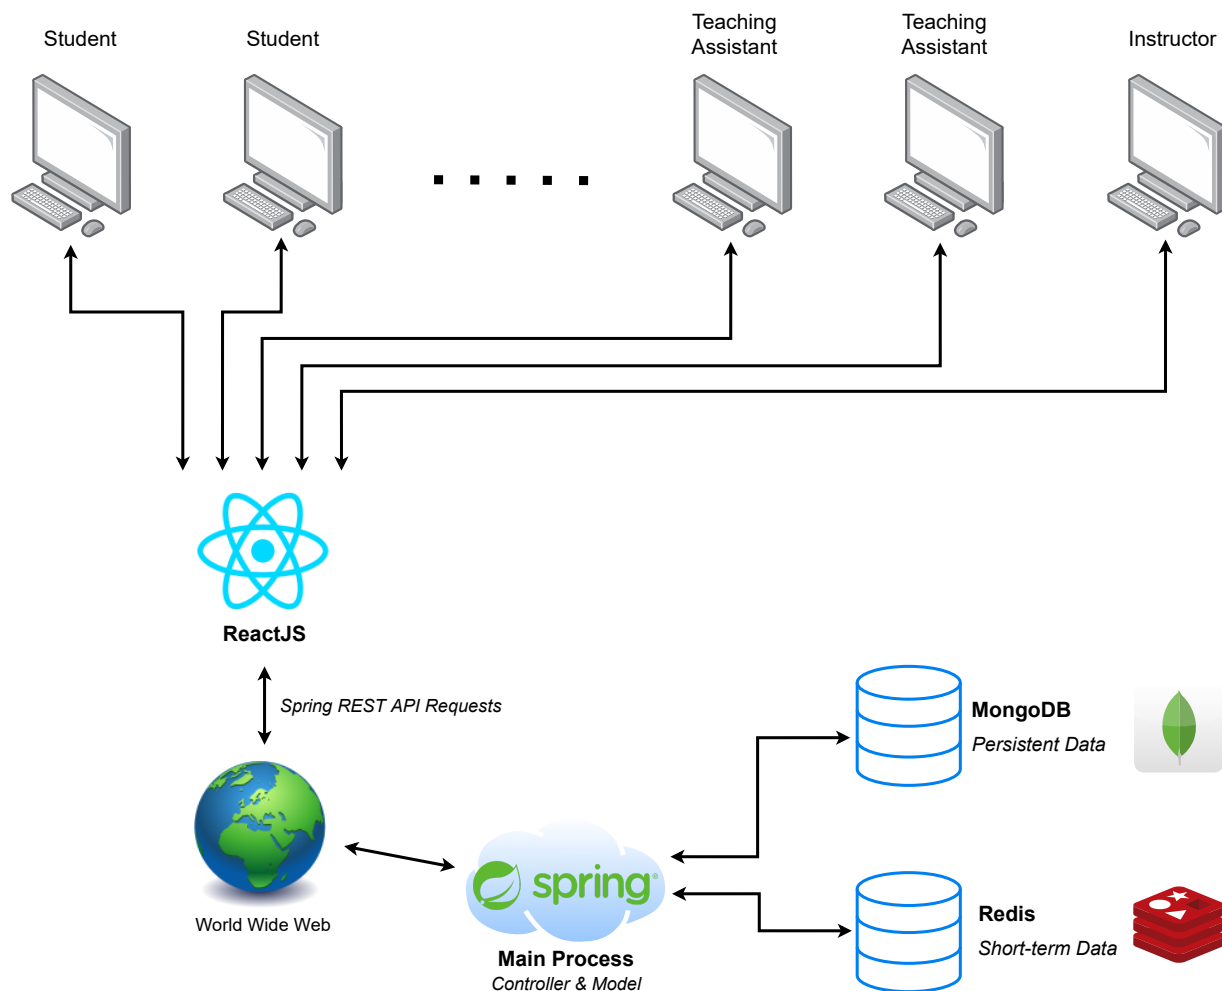 Student
Student
Teaching
Assistant
Teaching
Assistant
Instructor
ReactJS
Spring REST API Requests
World Wide Web
spring
Main Process
Controller & Model
MongoDB
Persistent Data
Redis
Short-term Data